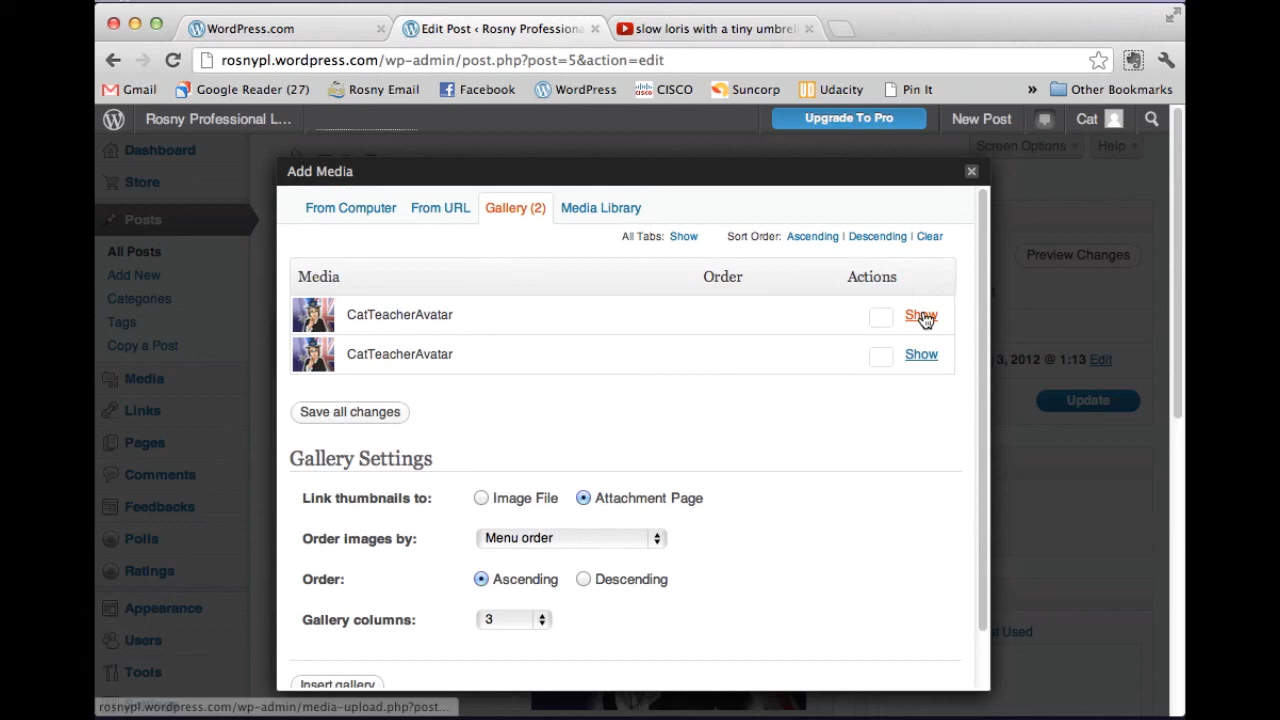 WordPress.com
Edit Post ‹ Rosny Professional
slow loris with a tiny umbrell
rosnypl.wordpress.com/wp-admin/post.php?post=5&action=edit
Gmail Google Reader (27) Rosny Email Facebook WordPress CISCO Suncorp Udacity Pin It » Other Bookmarks
Rosny Professional L... Upgrade To Pro New Post Cat
Dashboard
Store
Posts
All Posts
Add New
Categories
Tags
Copy a Post
Media
Links
Pages
Comments
Feedbacks
Polls
Ratings
Appearance
Users
Tools
Screen Options Help
Add Media
From Computer From URL Gallery (2) Media Library
All Tabs: Show Sort Order: Ascending | Descending | Clear
Media Order Actions
CatTeacherAvatar Show
CatTeacherAvatar Show
Save all changes
Gallery Settings
Link thumbnails to: Image File Attachment Page
Order images by: Menu order
Order: Ascending Descending
Gallery columns: 3
Insert gallery
Preview Changes
3, 2012 @ 1:13 Edit
Update
st Used
rosnypl.wordpress.com/wp-admin/media-upload.php?post...